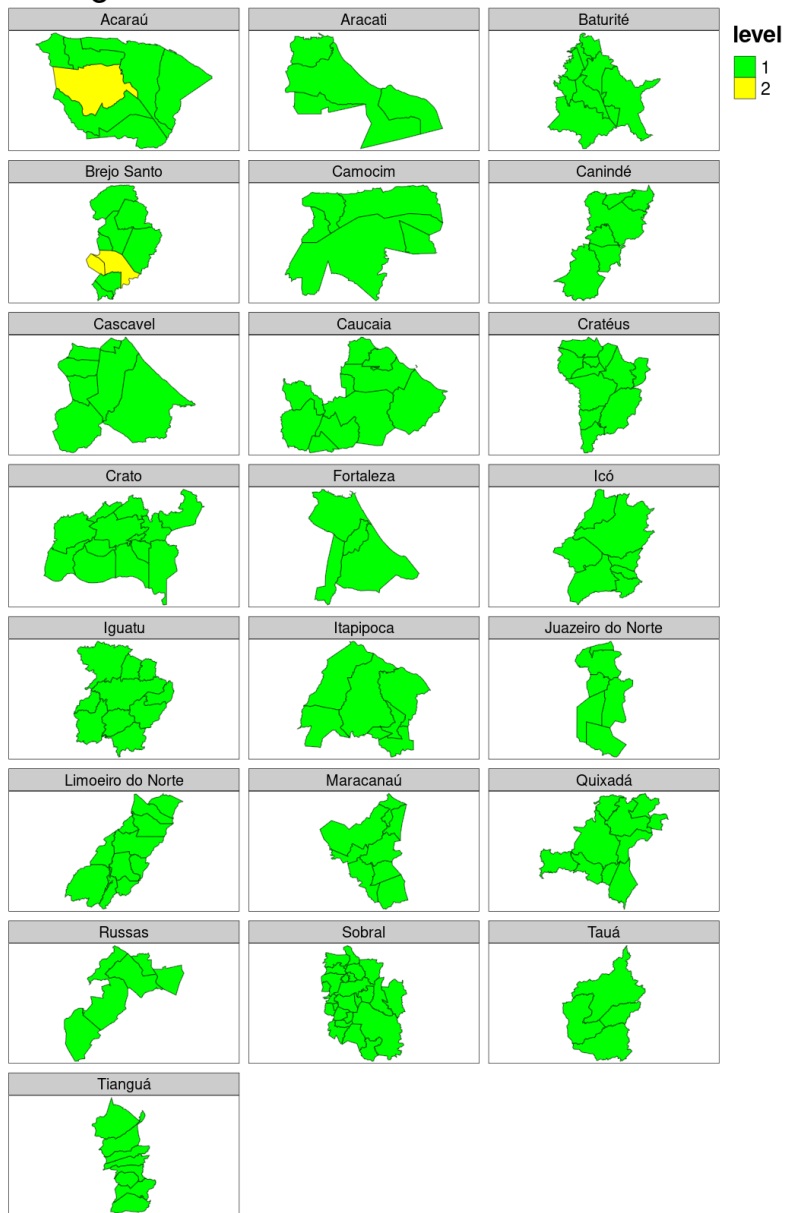 Acaraú
Aracati
Baturité
level
1
2
Brejo Santo
Camocim
Canindé
Cascavel
Caucaia
Cratéus
Crato
Fortaleza
Icó
Iguatu
Itapipoca
Juazeiro do Norte
Limoeiro do Norte
Maracanaú
Quixadá
Russas
Sobral
Tauá
Tianguá